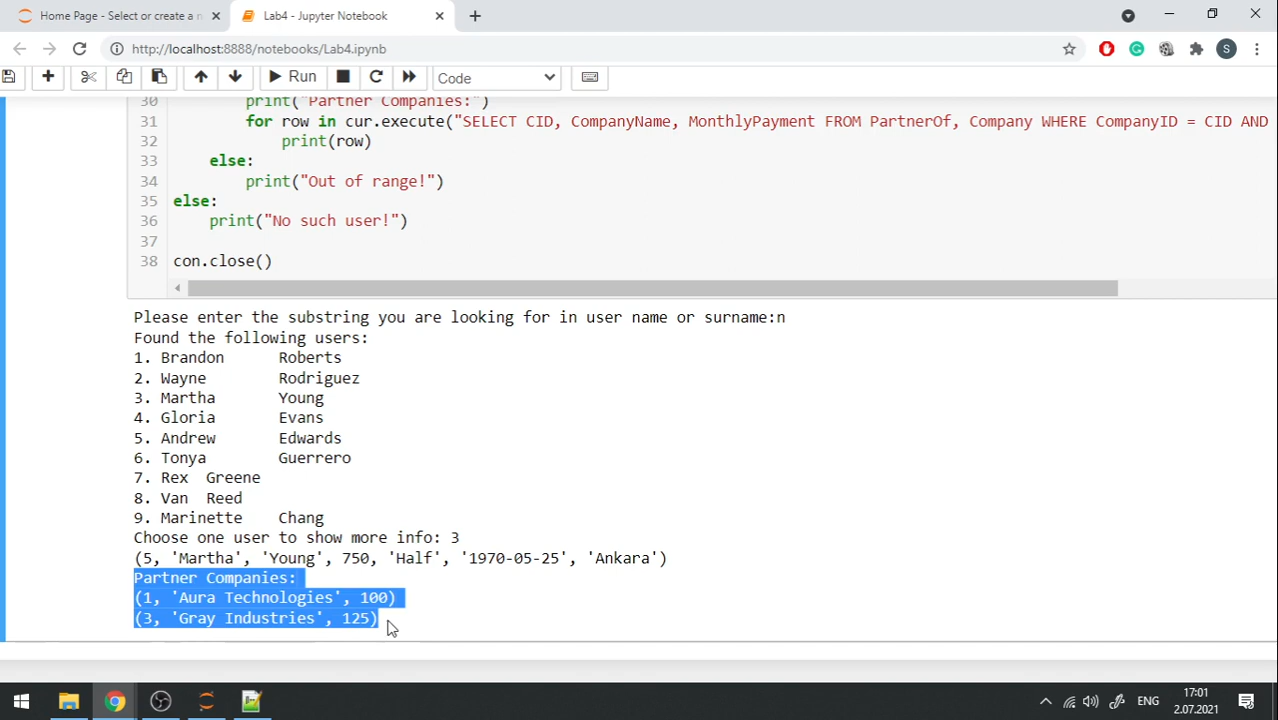 Home Page - Select or create a n
Lab4 - Jupyter Notebook
http://localhost:8888/notebooks/Lab4.ipynb
S
Run
Code
30 print("Partner Companies:")
31 for row in cur.execute("SELECT CID, CompanyName, MonthlyPayment FROM PartnerOf, Company WHERE CompanyID = CID AND
32 print(row)
33 else:
34 print("Out of range!")
35 else:
36 print("No such user!")
37
38 con.close()
Please enter the substring you are looking for in user name or surname:n
Found the following users:
1. Brandon Roberts
2. Wayne Rodriguez
3. Martha Young
4. Gloria Evans
5. Andrew Edwards
6. Tonya Guerrero
7. Rex Greene
8. Van Reed
9. Marinette Chang
Choose one user to show more info: 3
(5, 'Martha', 'Young', 750, 'Half', '1970-05-25', 'Ankara')
Partner Companies:
(1, 'Aura Technologies', 100)
(3, 'Gray Industries', 125)
ENG
17:01
2.07.2021